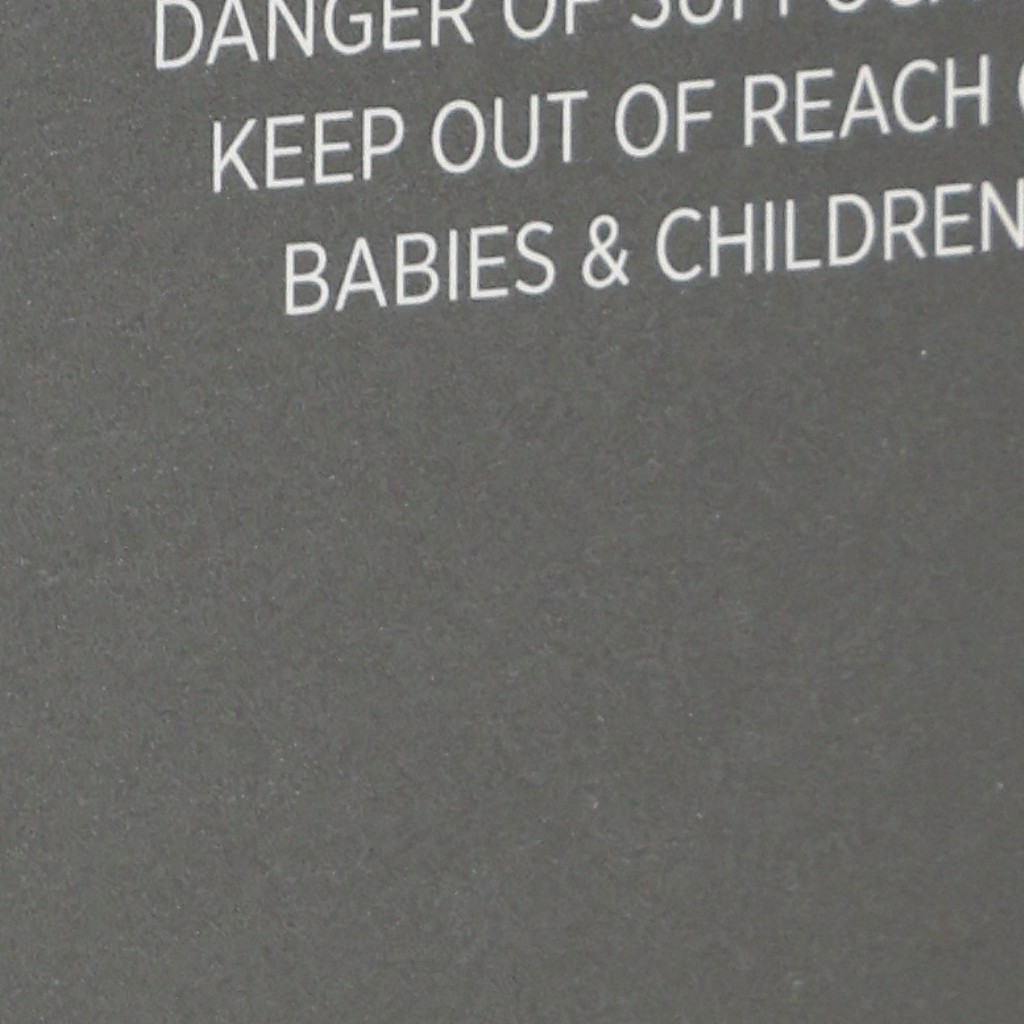 DANGER OF
KEEP OUT OF REACH
BABIES & CHILDREN